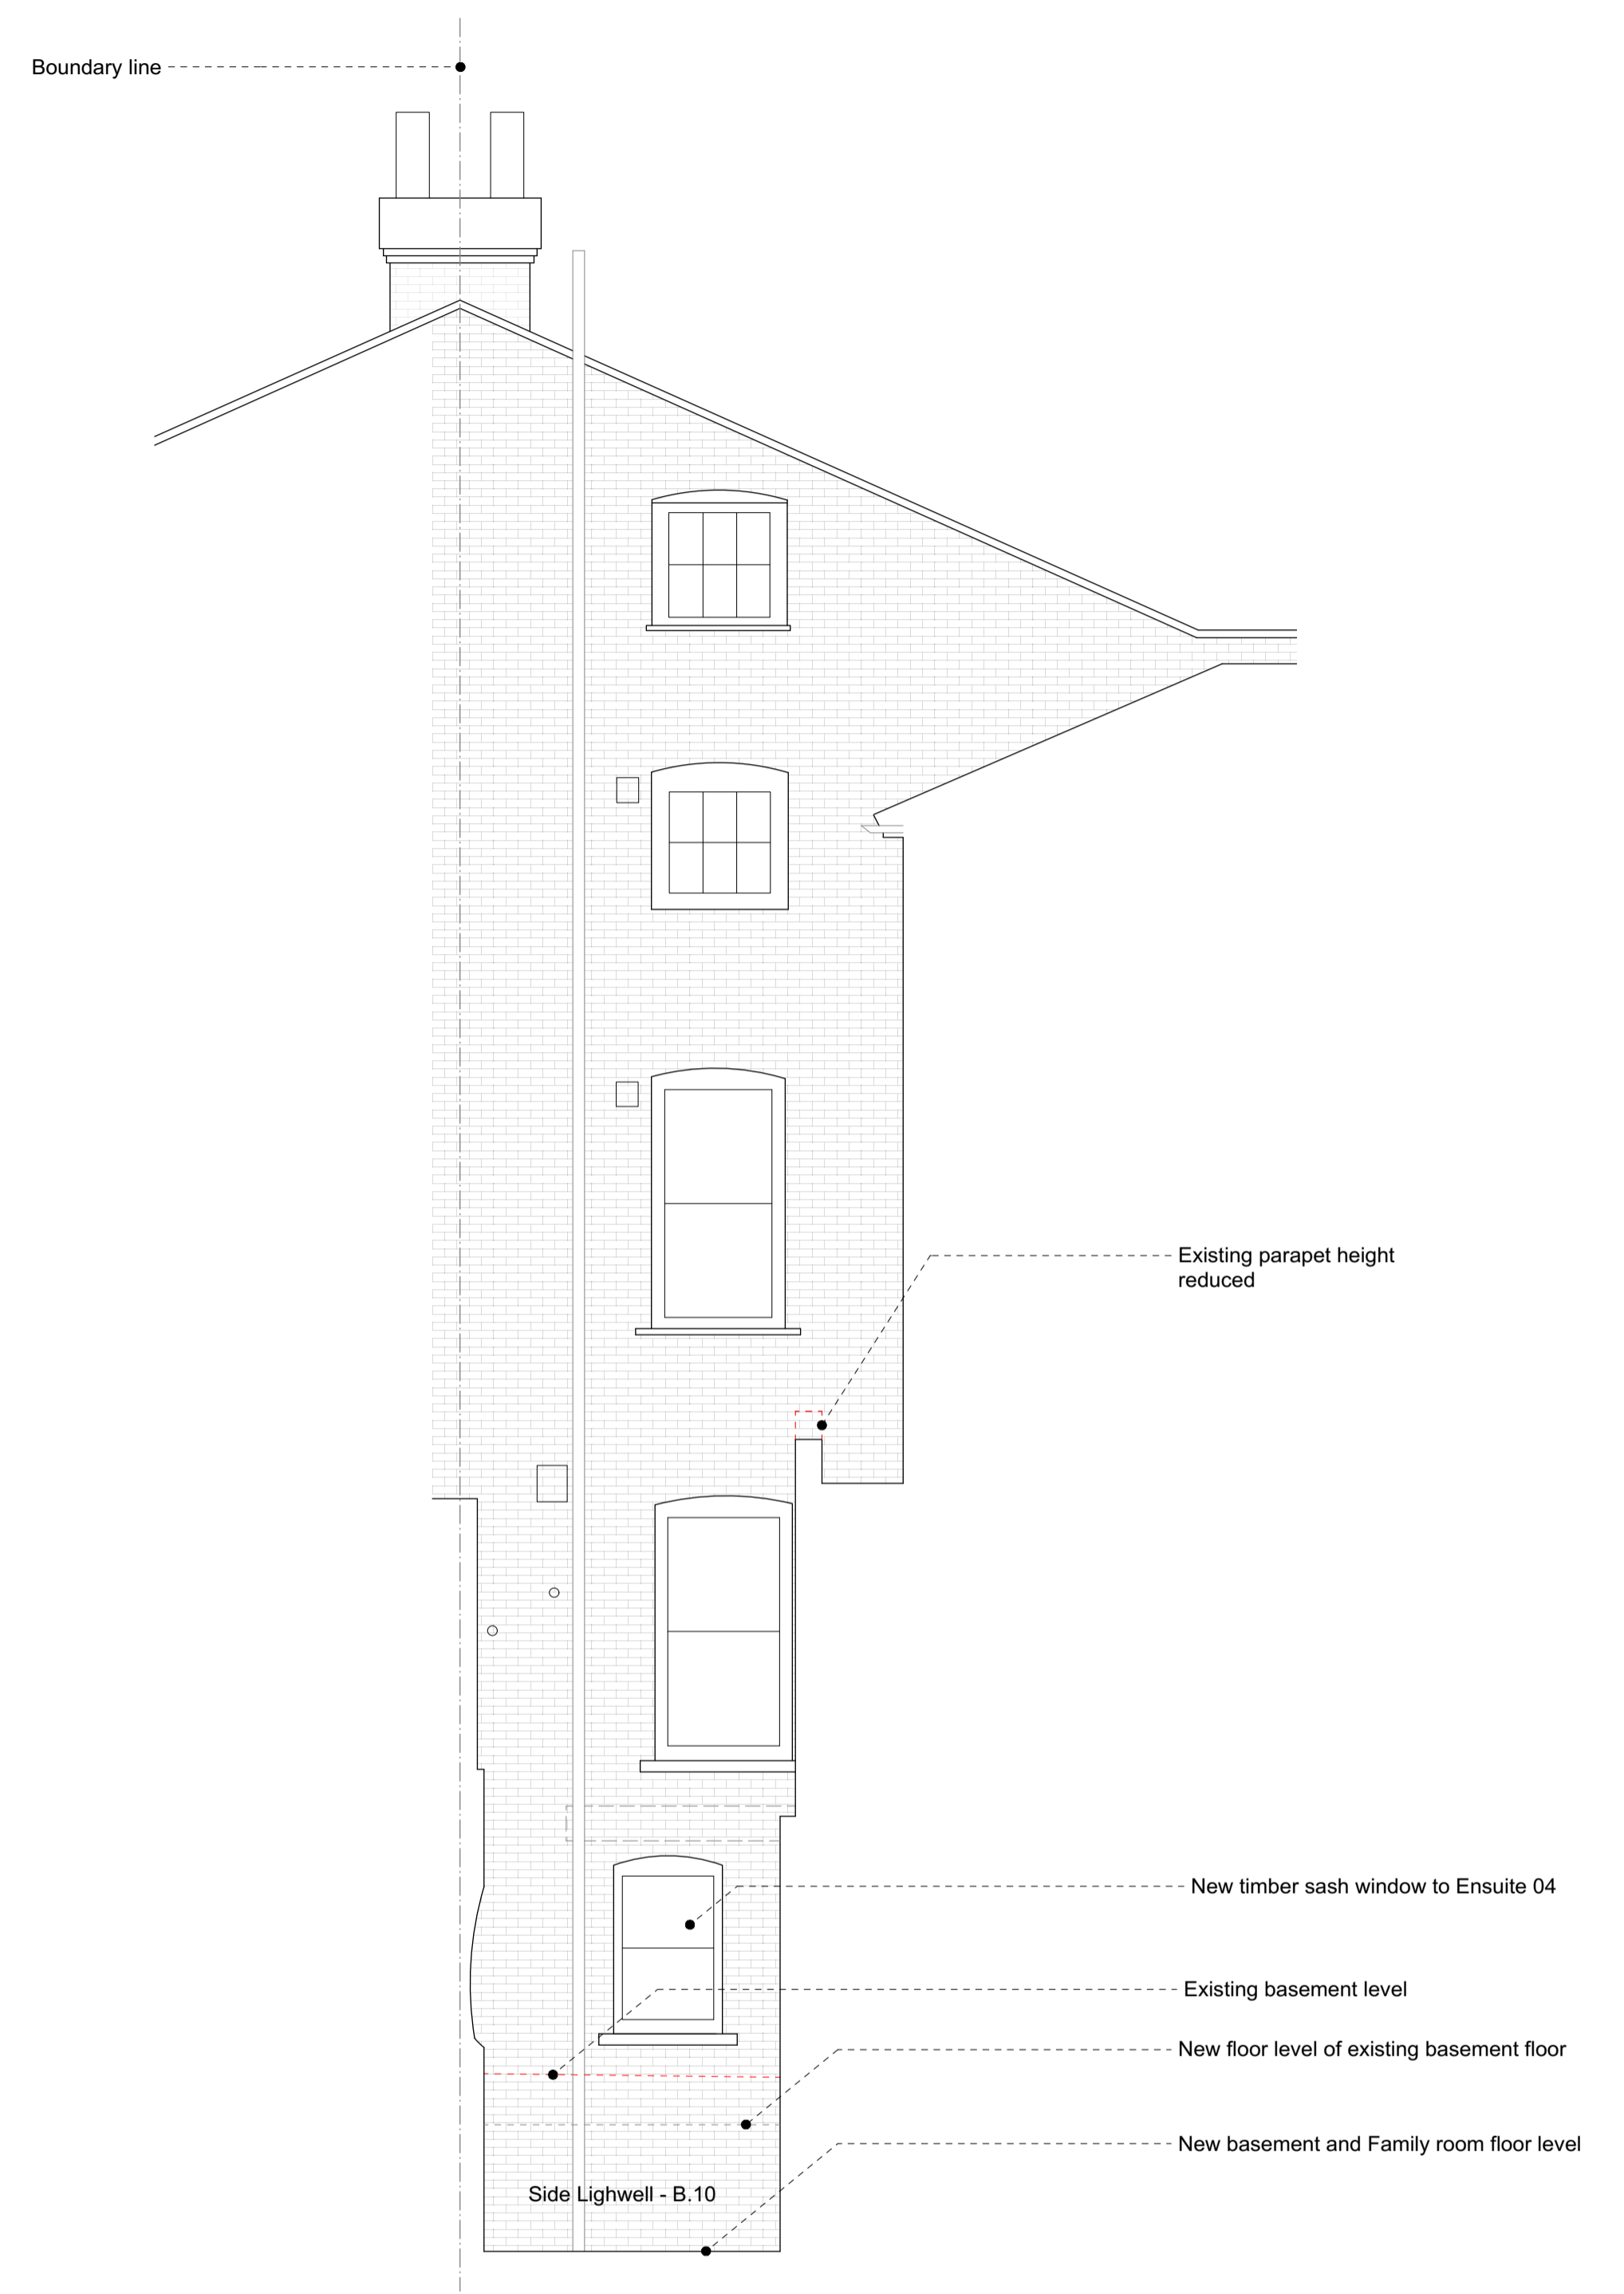 Boundary line
Existing parapet height
reduced
New timber sash window to Ensuite 04
Existing basement level
New floor level of existing basement floor
New basement and Family room floor level
Side Lighwell - B.10